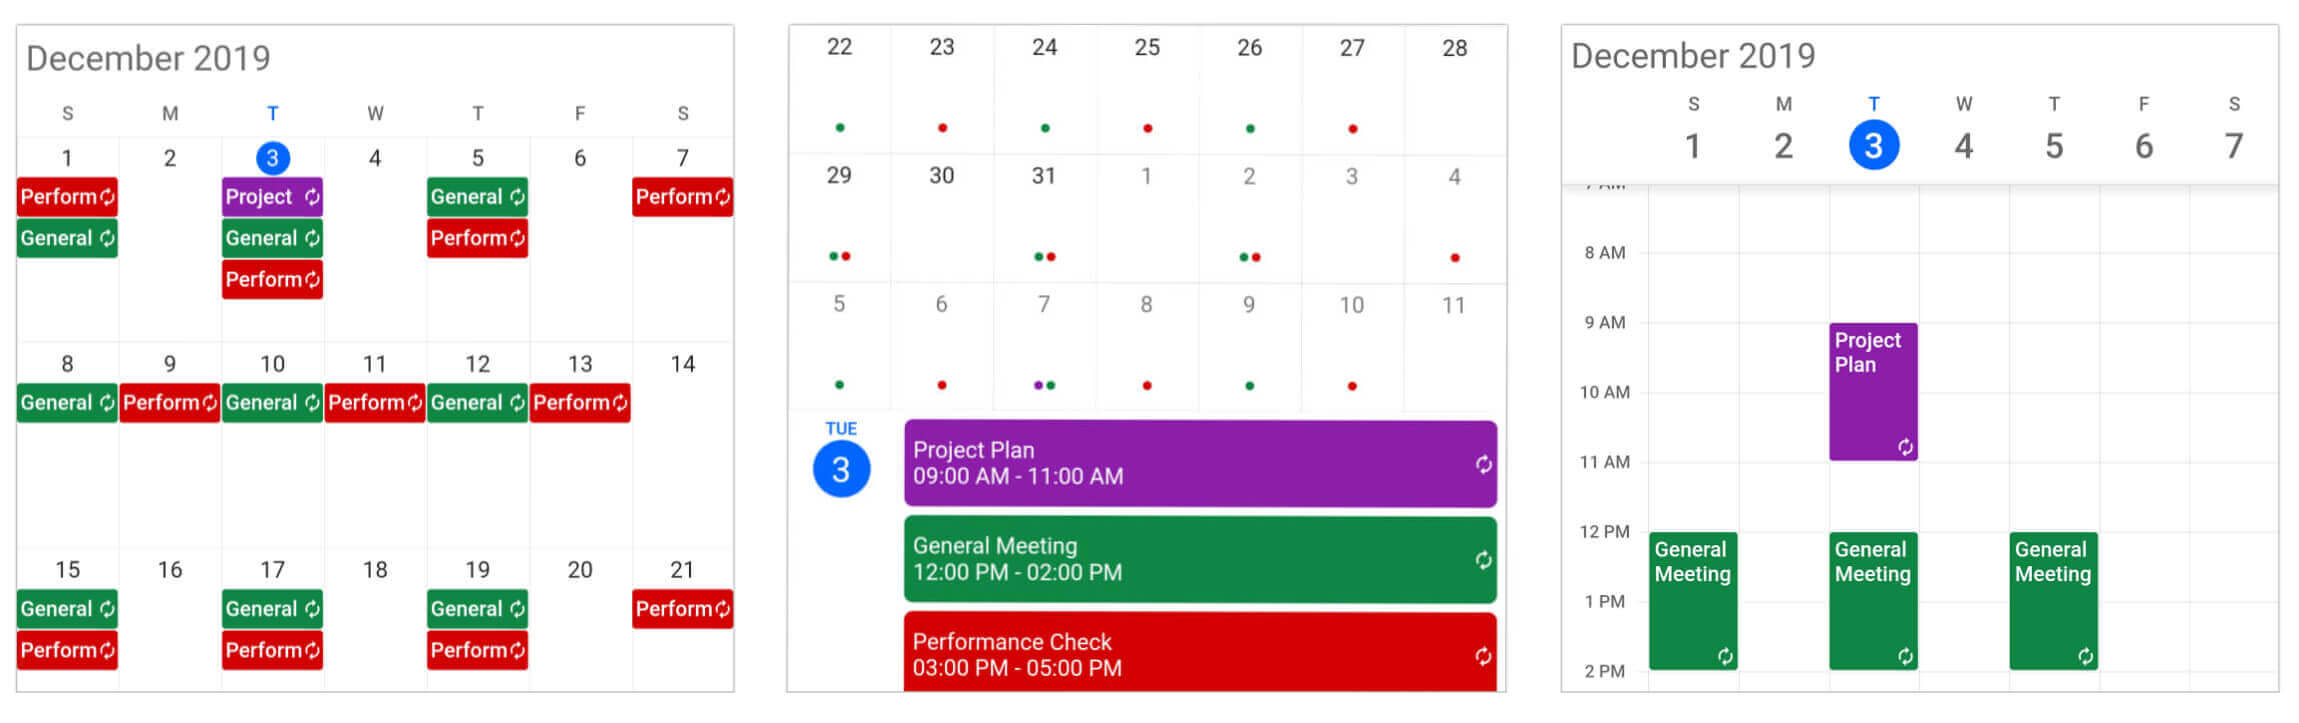 December 2019
S M T W T F S
1 2 3 4 5 6 7
Perform Project General Perform
General General Perform
Perform
8 9 10 11 12 13 14
General Perform General Perform General Perform
15 16 17 18 19 20 21
General General General Perform
Perform Perform Perform
22 23 24 25 26 27 28
29 30 31 1 2 3 4
5 6 7 8 9 10 11
TUE
3
Project Plan
09:00 AM - 11:00 AM
General Meeting
12:00 PM - 02:00 PM
Performance Check
03:00 PM - 05:00 PM
December 2019
S M T W T F S
1 2 3 4 5 6 7
7 AM
8 AM
9 AM
Project
Plan
10 AM
11 AM
12 PM
General General General
Meeting Meeting Meeting
1 PM
2 PM